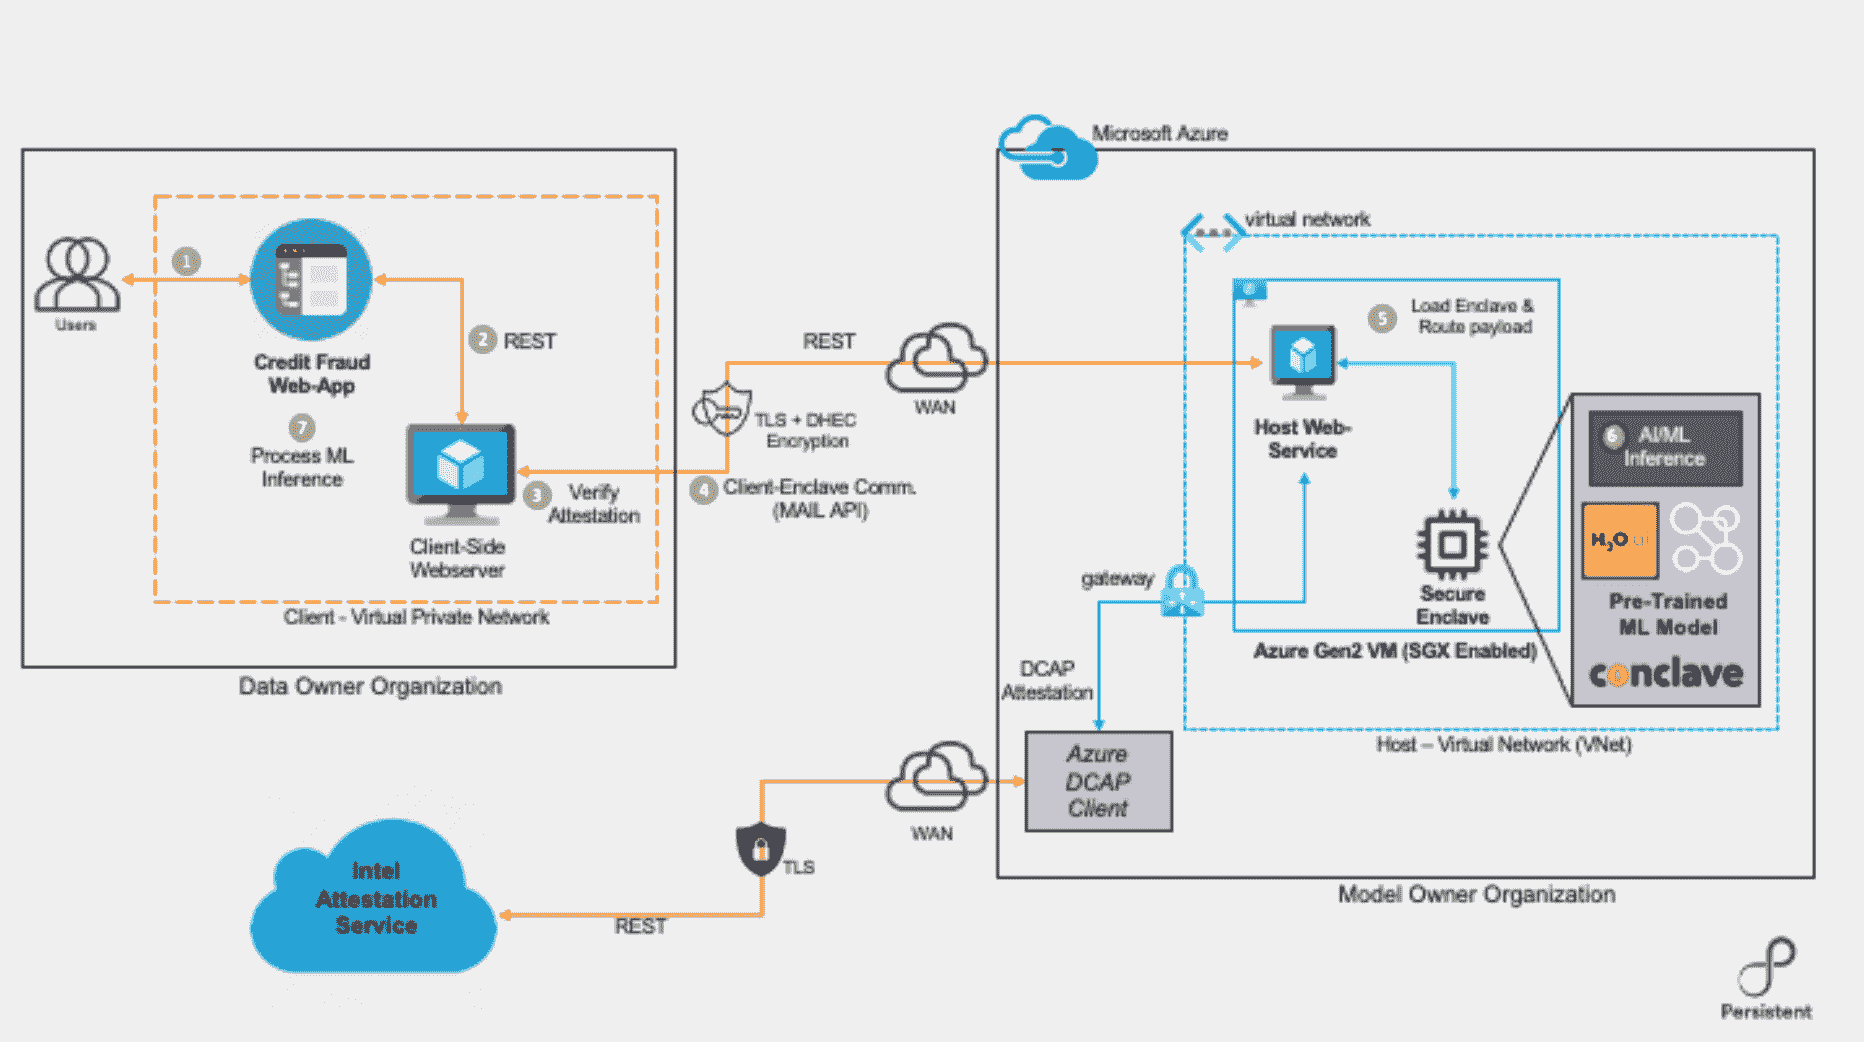 Microsoft Azure
virtual network
1
Users
Credit Fraud
Web-App
2 REST
7
Process ML
Inference
3 Verify
Attestation
Client-Side
Webserver
Client - Virtual Private Network
Data Owner Organization
REST
WAN
TLS + DHEC
Encryption
4 Client-Enclave Comm.
(MAIL API)
5 Load Enclave &
Route payload
Host Web-
Service
6 AI/ML
Inference
H2O
Pre-Trained
ML Model
conclave
Secure
Enclave
Azure Gen2 VM (SGX Enabled)
gateway
DCAP
Attestation
Host – Virtual Network (VNet)
Azure
DCAP
Client
Model Owner Organization
WAN
TLS
REST
Intel
Attestation
Service
Persistent